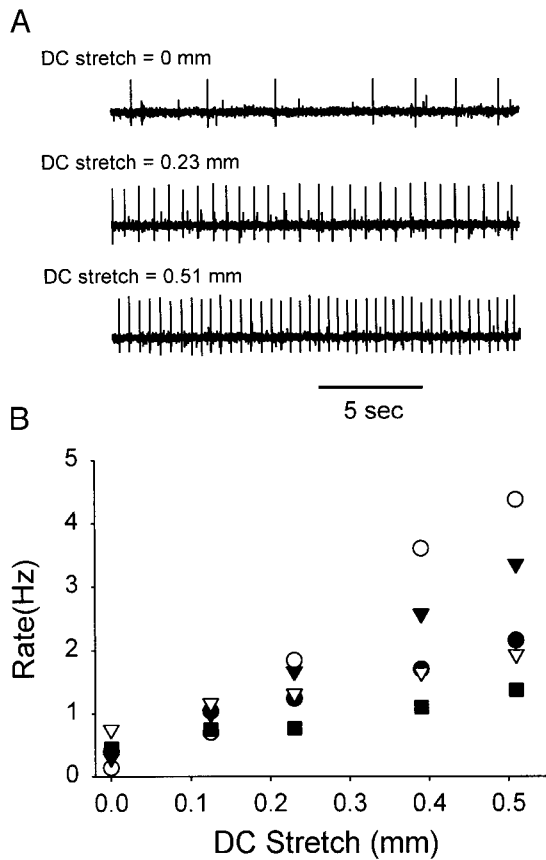 A
DC stretch = 0 mm
DC stretch = 0.23 mm
DC stretch = 0.51 mm
5 sec
B
5
4
3
2
1
0
Rate(Hz)
0.0 0.1 0.2 0.3 0.4 0.5
DC Stretch (mm)